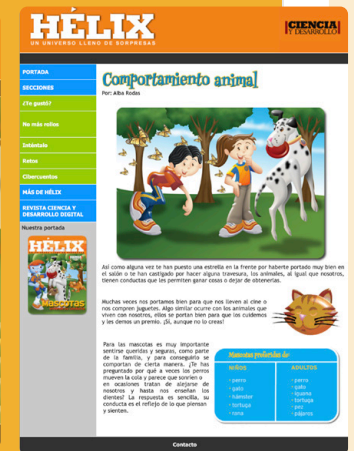 HÉLIX
UN UNIVERSO LLENO DE SORPRESAS
CIENCIA
Y DESARROLLO
PORTADA
SECCIONES
¿Te gustó?
No más rollos
Inténtalo
Retos
Cibercuentos
MÁS DE HÉLIX
REVISTA CIENCIA Y
DESARROLLO DIGITAL
Nuestra portada
HÉLIX
Mascotas
Comportamiento animal
Por: Alba Rodas
Así como alguna vez te han puesto una estrella en la frente por haberte portado muy bien en
el salón o te han castigado por hacer alguna travesura, los animales, al igual que nosotros,
tienen conductas que les permiten ganar cosas o dejar de obtenerlas.
Muchas veces nos portamos bien para que nos lleven al cine o
nos compren juguetes. Algo similar ocurre con los animales que
viven con nosotros, ellos se portan bien para que los cuidemos
y les demos un premio. ¡Sí, aunque no lo creas!
Para las mascotas es muy importante
sentirse queridas y seguras, como parte
de la familia, y para conseguirlo se
comportan de cierta manera. ¿Te has
preguntado por qué a veces los perros
mueven la cola y parece que sonríen o
en ocasiones tratan de alejarse de
nosotros y hasta nos enseñan los
dientes? La respuesta es sencilla, su
conducta es el reflejo de lo que piensan
y sienten.
Mascotas preferidas de:
NIÑOS
· perro
· gato
· hámster
· tortuga
· rana
ADULTOS
· perro
· gato
· iguana
· tortuga
· pez
· pájaros
Contacto